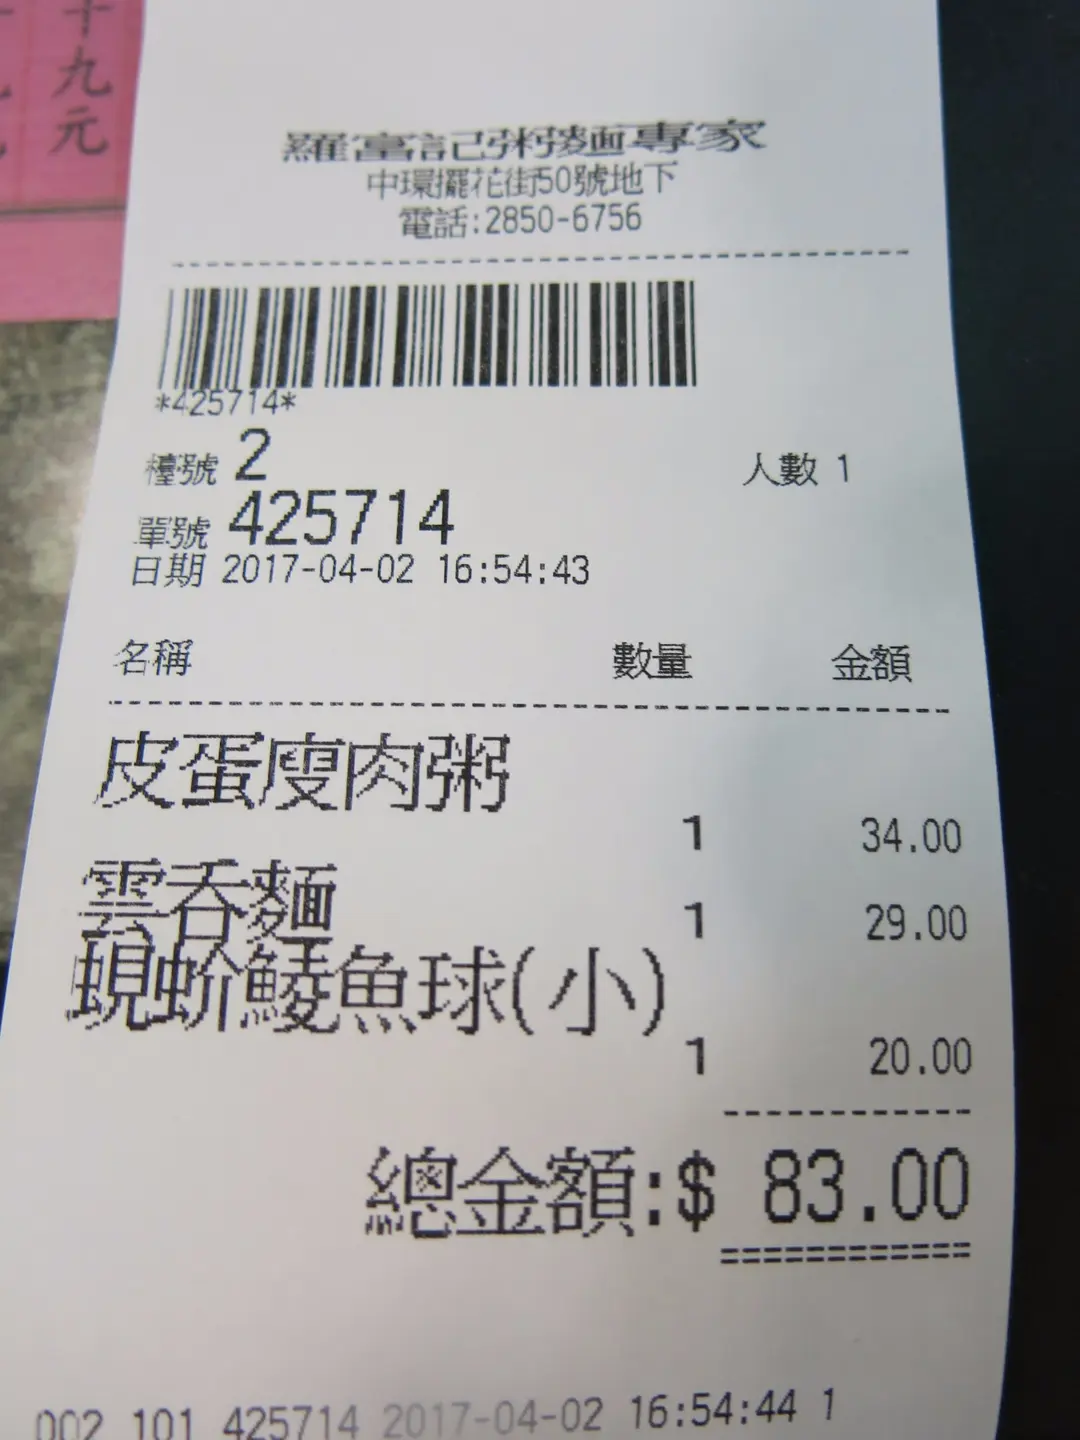 十九元
羅富記粥麵專家
中環擺花街50號地下
電話:2850-6756
*425714*
檯號 2 人數 1
單號 425714
日期 2017-04-02 16:54:43
名稱 數量 金額
皮蛋廋肉粥
1 34.00
雲吞麵
1 29.00
蜆蚧鯪魚球(小)
1 20.00
總金額:$ 83.00
002 101 425714 2017-04-02 16:54:44 1